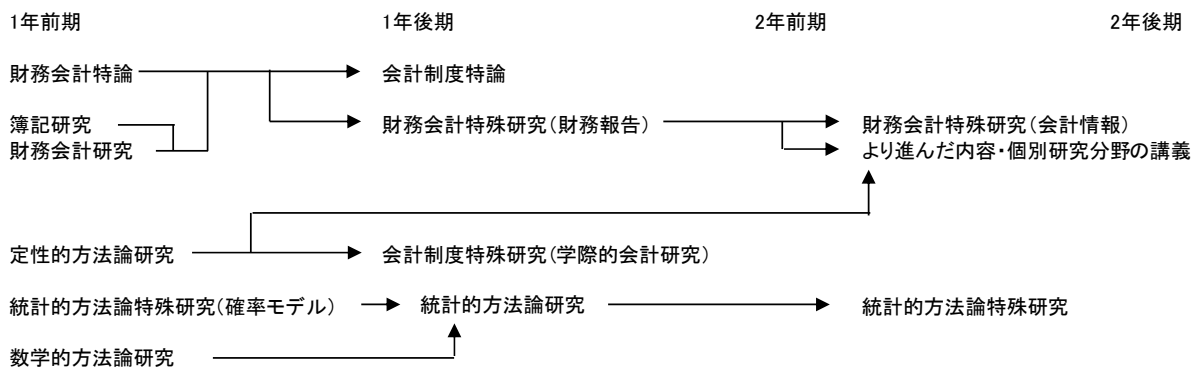 1年前期 1年後期 2年前期 2年後期
財務会計特論 会計制度特論
簿記研究 財務会計特殊研究(財務報告) 財務会計特殊研究(会計情報)
財務会計研究 より進んだ内容・個別研究分野の講義
定性的方法論研究 会計制度特殊研究(学際的会計研究)
統計的方法論特殊研究(確率モデル) 統計的方法論研究 統計的方法論特殊研究
数学的方法論研究